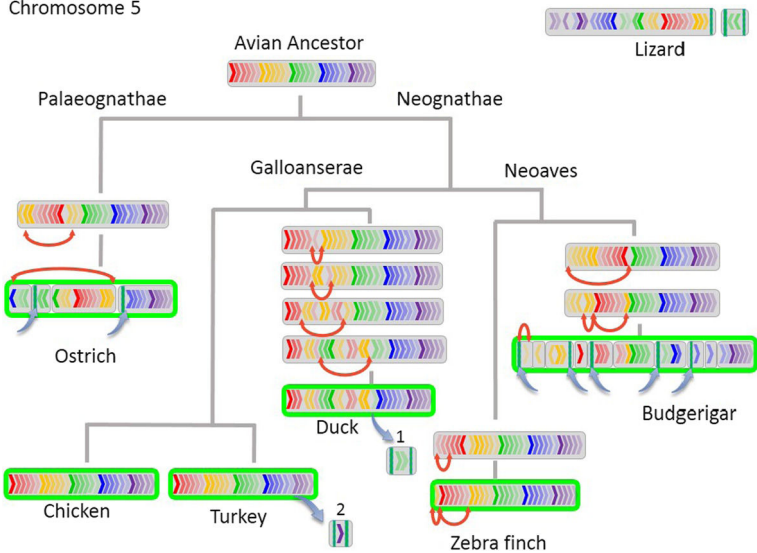 Chromosome 5
Avian Ancestor
Lizard
Palaeognathae
Neognathae
Galloanserae
Neoaves
Ostrich
Duck
1
Budgerigar
Chicken
Turkey
2
Zebra finch